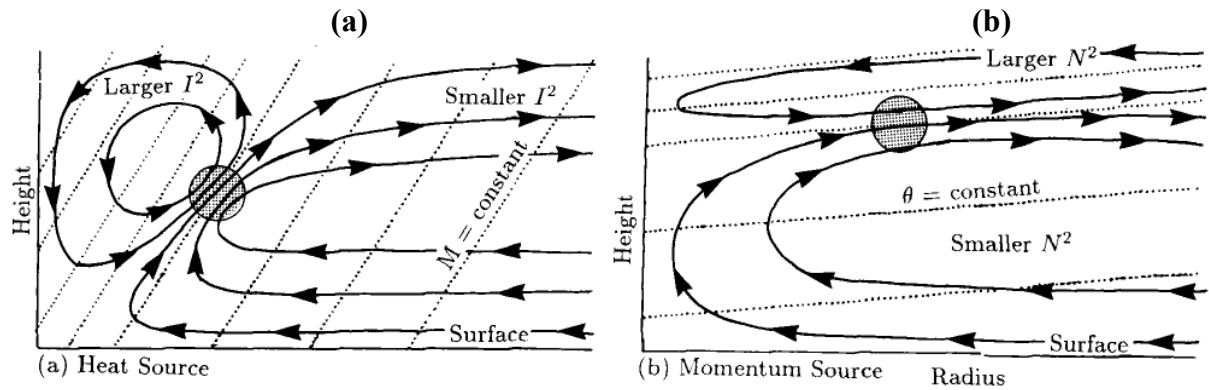 (a)
Height
Larger I²
Smaller I²
M = constant
Surface
(a) Heat Source
(b)
Height
Larger N²
θ = constant
Smaller N²
Surface
(b) Momentum Source
Radius